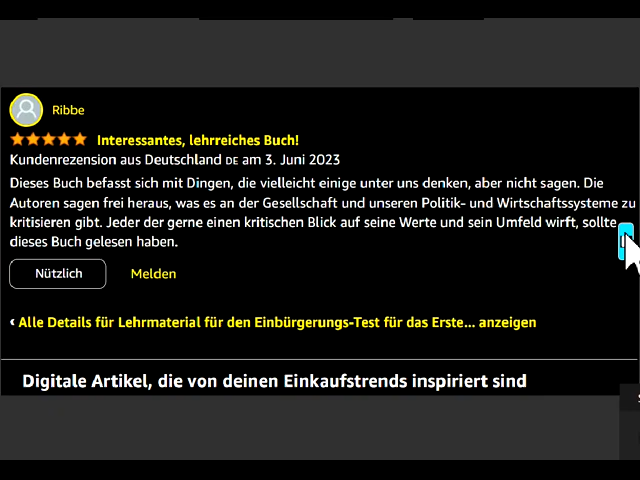 Ribbe
Interessantes, lehrreiches Buch!
Kundenrezension aus Deutschland DE am 3. Juni 2023
Dieses Buch befasst sich mit Dingen, die vielleicht einige unter uns denken, aber nicht sagen. Die
Autoren sagen frei heraus, was es an der Gesellschaft und unseren Politik- und Wirtschaftssysteme zu
kritisieren gibt. Jeder der gerne einen kritischen Blick auf seine Werte und sein Umfeld wirft, sollte
dieses Buch gelesen haben.
Nützlich Melden
‹ Alle Details für Lehrmaterial für den Einbürgerungs-Test für das Erste... anzeigen
Digitale Artikel, die von deinen Einkaufstrends inspiriert sind